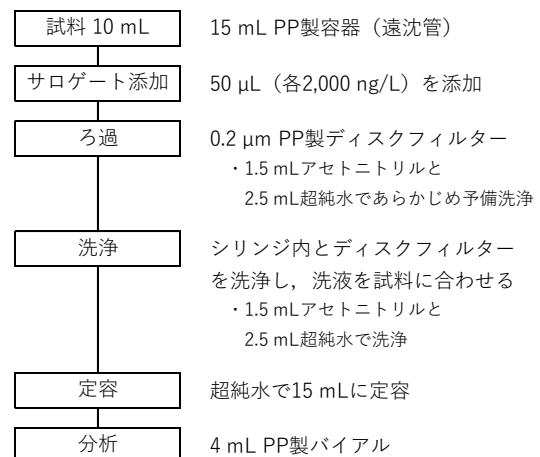 試料 10 mL 15 mL PP製容器（遠沈管）
サロゲート添加 50 μL（各2,000 ng/L）を添加
ろ過 0.2 μm PP製ディスクフィルター
・1.5 mLアセトニトリルと
2.5 mL超純水であらかじめ予備洗浄
洗浄 シリンジ内とディスクフィルター
を洗浄し，洗液を試料に合わせる
・1.5 mLアセトニトリルと
2.5 mL超純水で洗浄
定容 超純水で15 mLに定容
分析 4 mL PP製バイアル